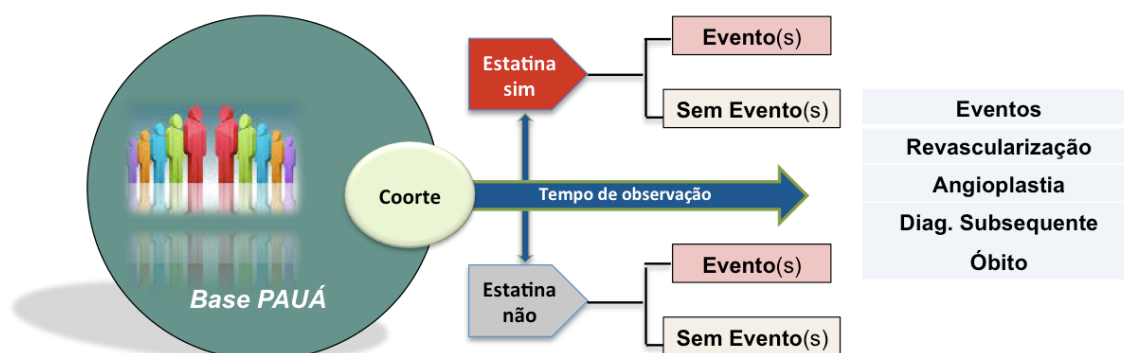 Evento(s)
Estatina
sim
Sem Evento(s)
Eventos
Revascularização
Coorte
Tempo de observação
Angioplastia
Diag. Subsequente
Evento(s)
Óbito
Base PAUÁ
Estatina
não
Sem Evento(s)